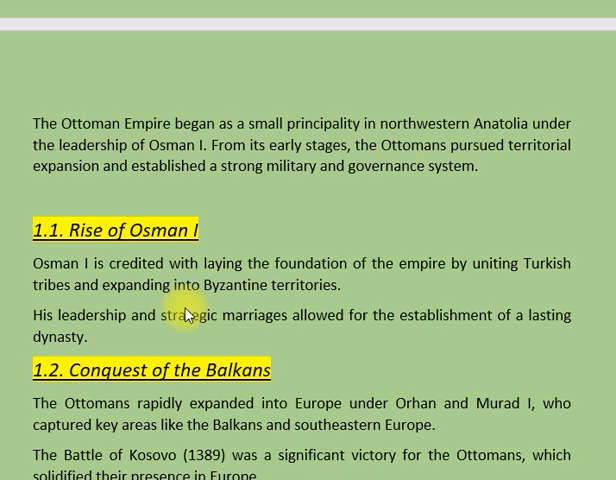 The Ottoman Empire began as a small principality in northwestern Anatolia under
the leadership of Osman I. From its early stages, the Ottomans pursued territorial
expansion and established a strong military and governance system.
1.1. Rise of Osman I
Osman I is credited with laying the foundation of the empire by uniting Turkish
tribes and expanding into Byzantine territories.
His leadership and strategic marriages allowed for the establishment of a lasting
dynasty.
1.2. Conquest of the Balkans
The Ottomans rapidly expanded into Europe under Orhan and Murad I, who
captured key areas like the Balkans and southeastern Europe.
The Battle of Kosovo (1389) was a significant victory for the Ottomans, which
solidified their presence in Europe.